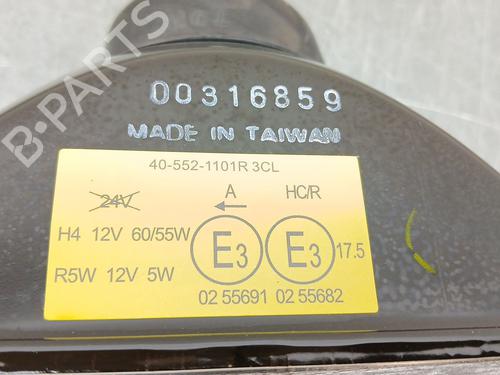 B-PARTS
00316859
MADE IN TAIWAN
40-552-1101R 3CL
24V
A
HC/R
H4 12V 60/55W
E3
E3
17.5
R5W 12V 5W
02 55691
02 55682